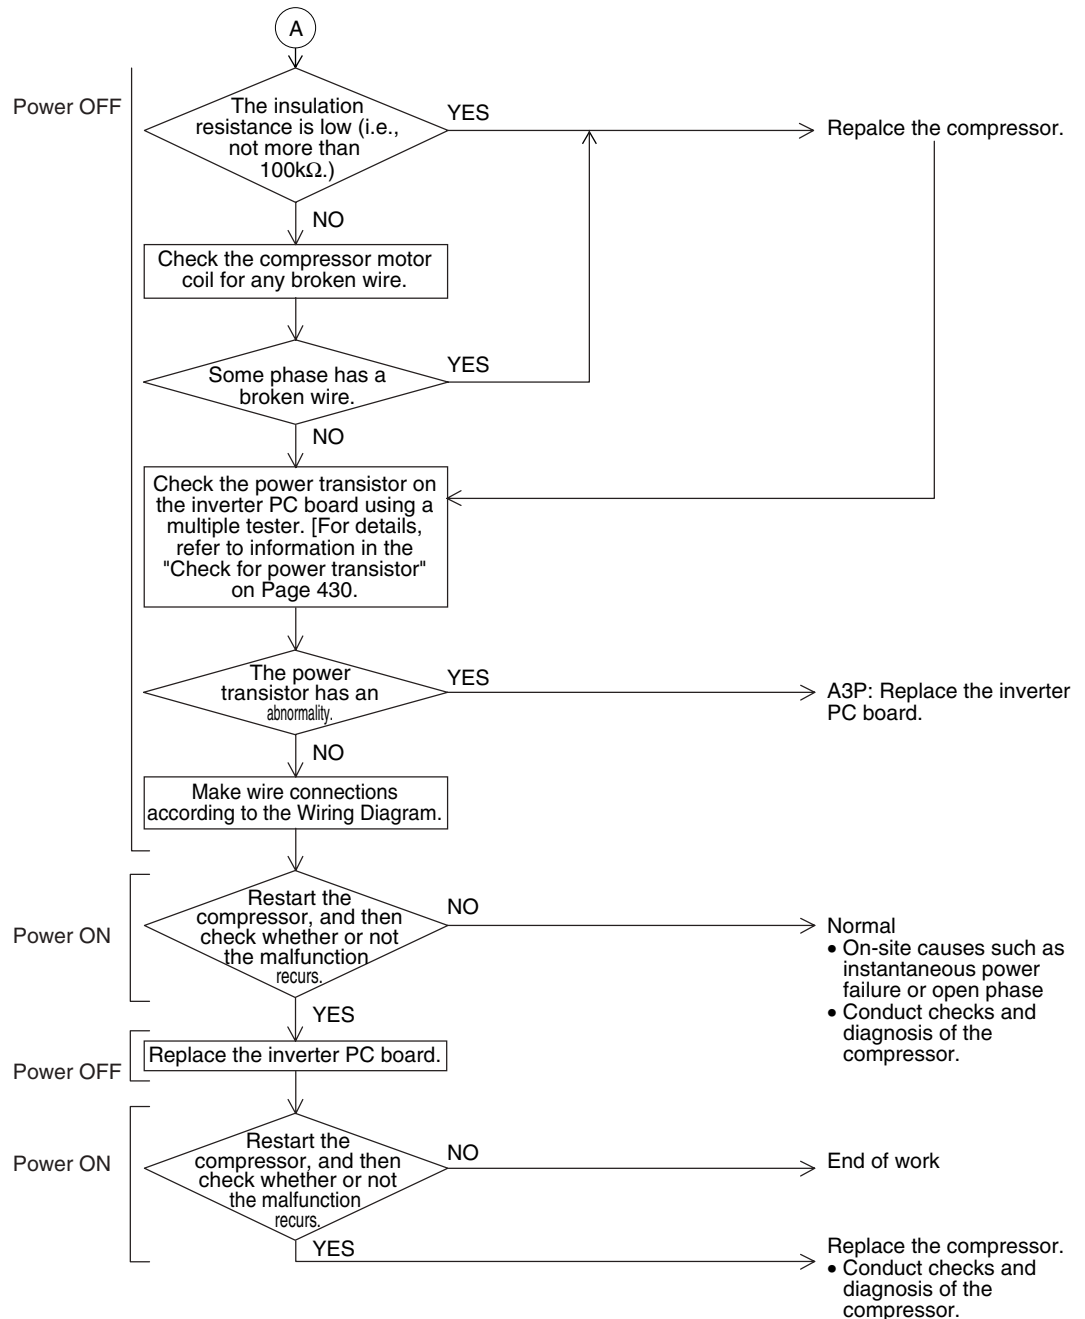 A
Power OFF
The insulation
resistance is low (i.e.,
not more than
100kΩ.)
YES
Repalce the compressor.
NO
Check the compressor motor
coil for any broken wire.
Some phase has a
broken wire.
YES
NO
Check the power transistor on
the inverter PC board using a
multiple tester. [For details,
refer to information in the
"Check for power transistor"
on Page 430.
The power
transistor has an
abnormality.
YES
A3P: Replace the inverter
PC board.
NO
Make wire connections
according to the Wiring Diagram.
Power ON
Restart the
compressor, and then
check whether or not
the malfunction
recurs.
NO
Normal
• On-site causes such as
instantaneous power
failure or open phase
• Conduct checks and
diagnosis of the
compressor.
YES
Power OFF
Replace the inverter PC board.
Power ON
Restart the
compressor, and then
check whether or not
the malfunction
recurs.
NO
End of work
YES
Replace the compressor.
• Conduct checks and
diagnosis of the
compressor.